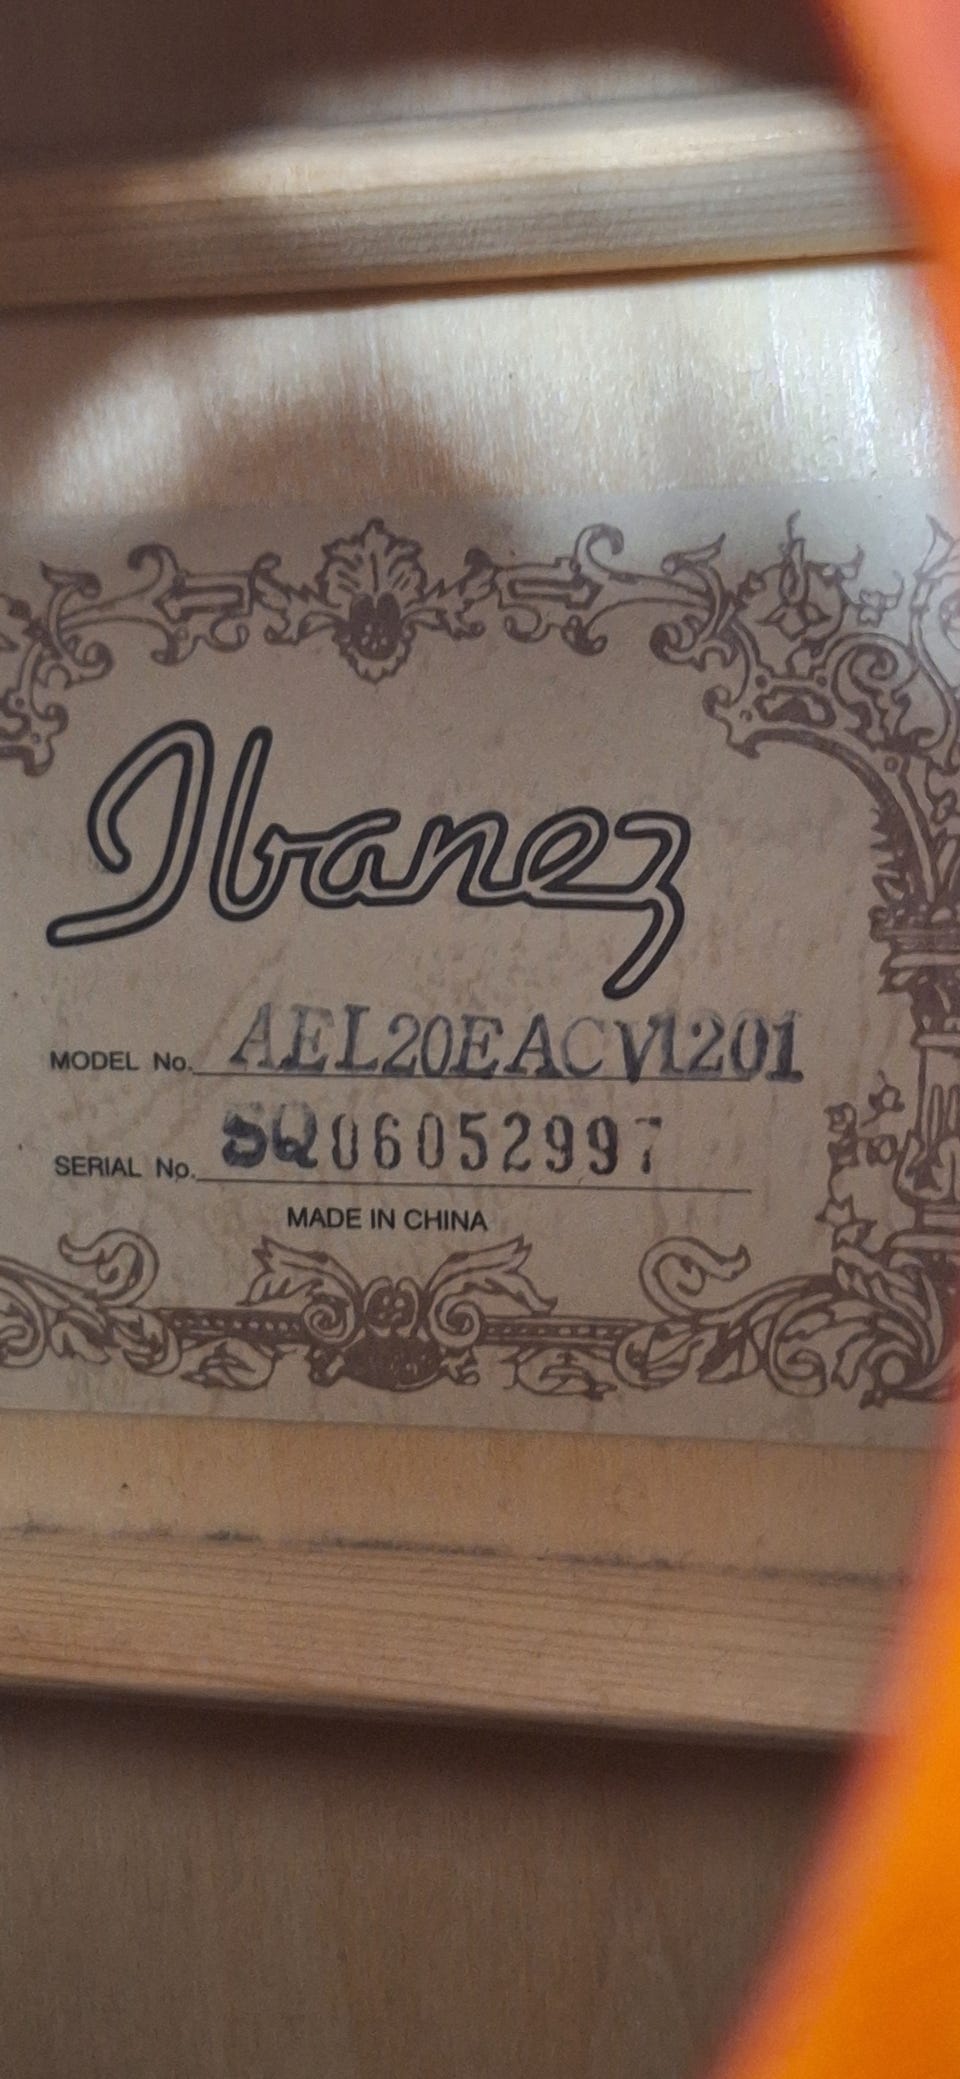 Ibanez
MODEL No. AEL20EACV1201
SERIAL No. SQ06052997
MADE IN CHINA